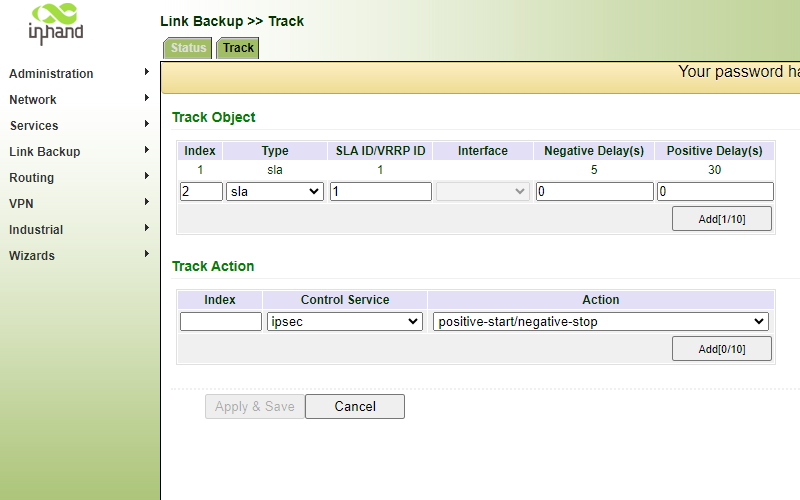 inhand
Link Backup >> Track
Status Track
Your password ha
Administration
Network
Services
Link Backup
Routing
VPN
Industrial
Wizards
Track Object
Index Type SLA ID/VRRP ID Interface Negative Delay(s) Positive Delay(s)
1 sla 1 5 30
2 sla 1 0 0
Add[1/10]
Track Action
Index Control Service Action
ipsec positive-start/negative-stop
Add[0/10]
Apply & Save Cancel